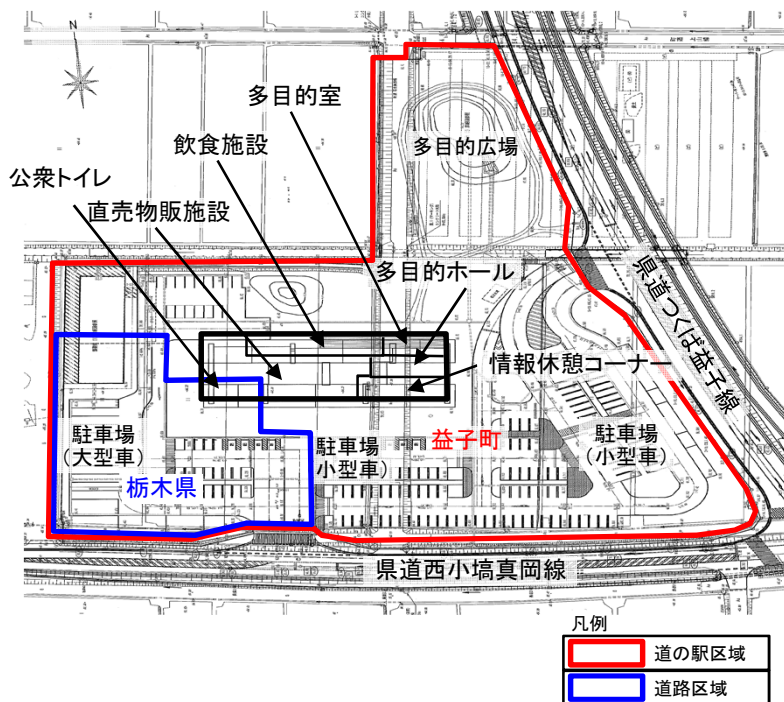 N
多目的室
飲食施設
多目的広場
公衆トイレ
直売物販施設
多目的ホール
県道つくば益子線
情報休憩コーナー
駐車場
(大型車)
駐車場
小型車)
益子町
駐車場
(小型車)
栃木県
県道西小塙真岡線
凡例
道の駅区域
道路区域